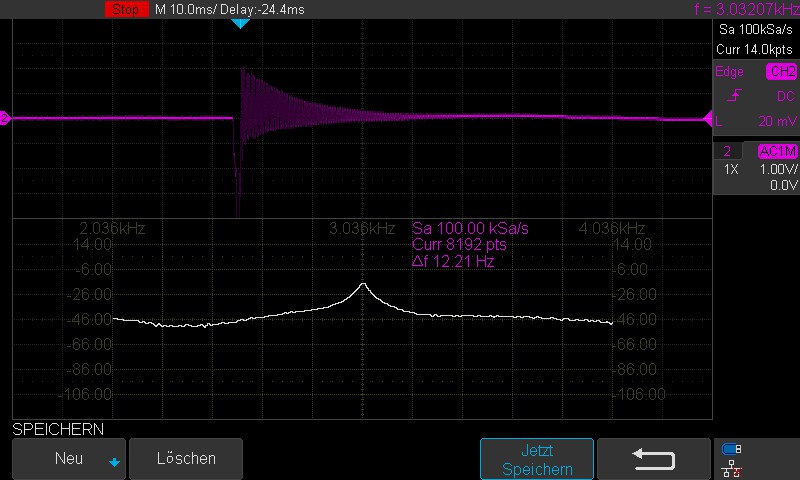 Stop M 10.0ms/ Delay:-24.4ms f = 3.03207kHz
Sa 100kSa/s
Curr 14.0kpts
Edge CH2
DC
L 20 mV
2
2 AC1M
1X 1.00V/
0.0V
2.036kHz 3.036kHz 4.036kHz
Sa 100.00 kSa/s
Curr 8192 pts
Δf 12.21 Hz
14.00 14.00
-6.00 -6.00
-26.00 -26.00
-46.00 -46.00
-66.00 -66.00
-86.00 -86.00
-106.00 -106.00
SPEICHERN
Neu Löschen Jetzt
Speichern